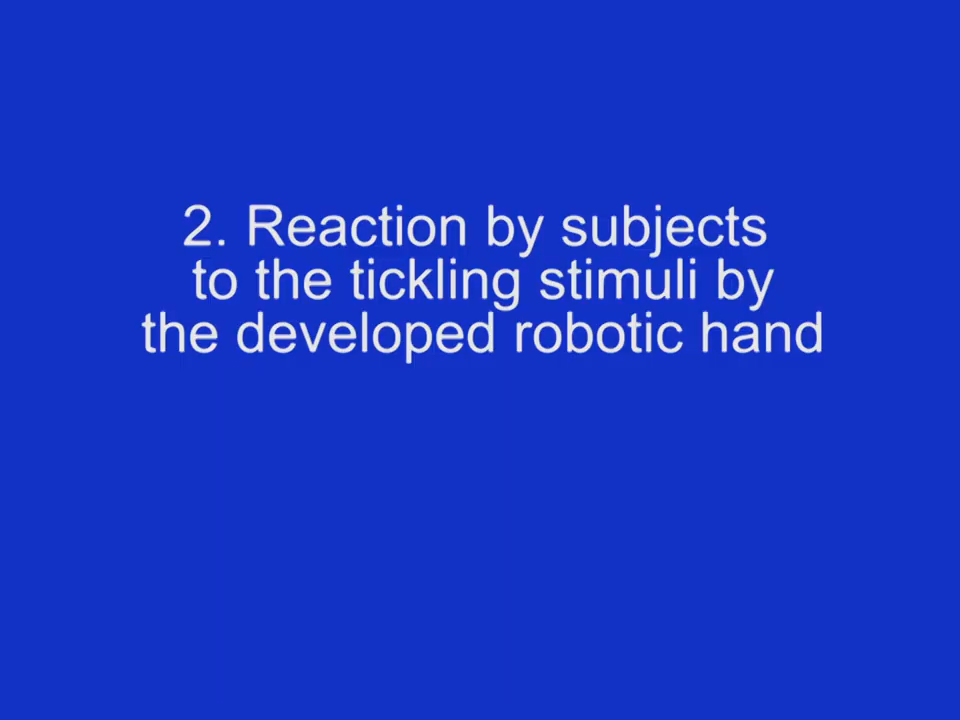 2. Reaction by subjects
to the tickling stimuli by
the developed robotic hand